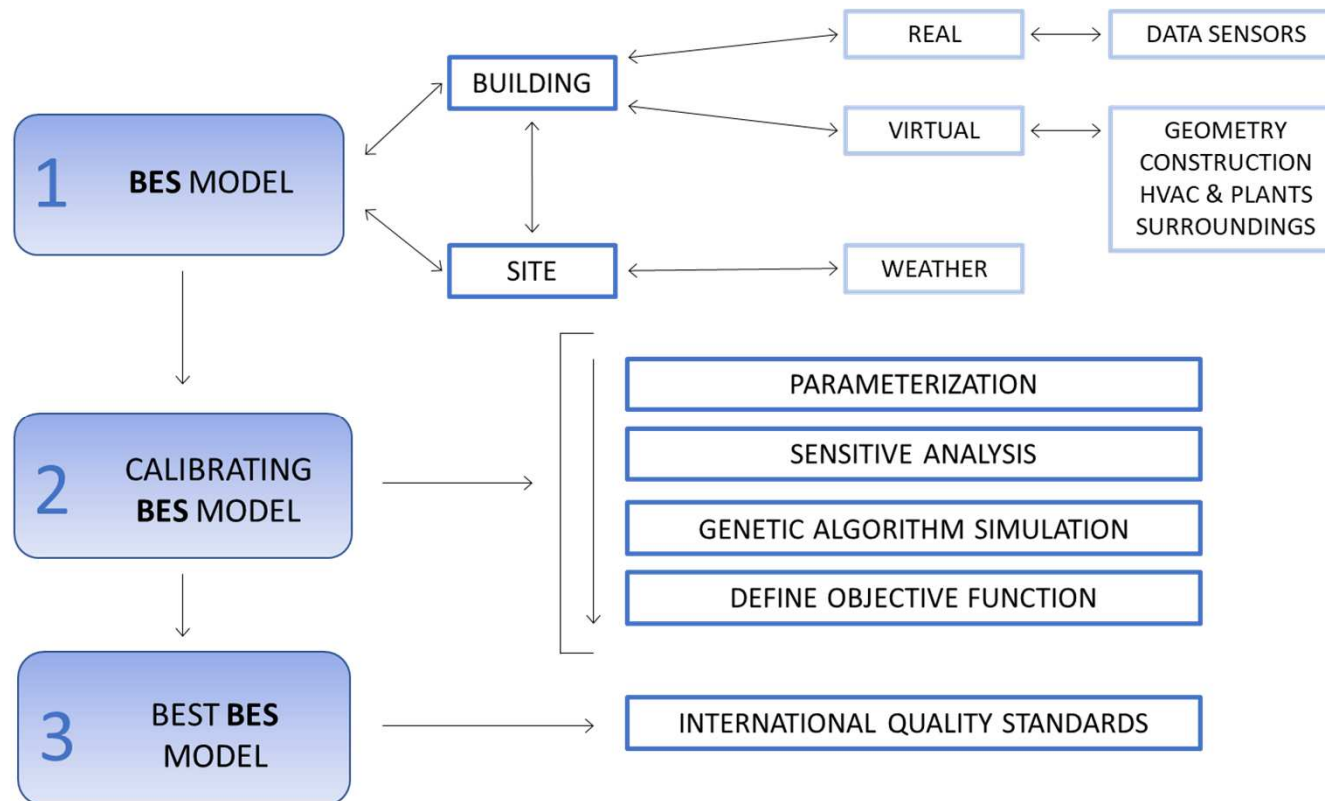 1
BES MODEL
BUILDING
SITE
REAL
DATA SENSORS
VIRTUAL
GEOMETRY
CONSTRUCTION
HVAC & PLANTS
SURROUNDINGS
WEATHER
2
CALIBRATING
BES MODEL
PARAMETERIZATION
SENSITIVE ANALYSIS
GENETIC ALGORITHM SIMULATION
DEFINE OBJECTIVE FUNCTION
3
BEST BES
MODEL
INTERNATIONAL QUALITY STANDARDS